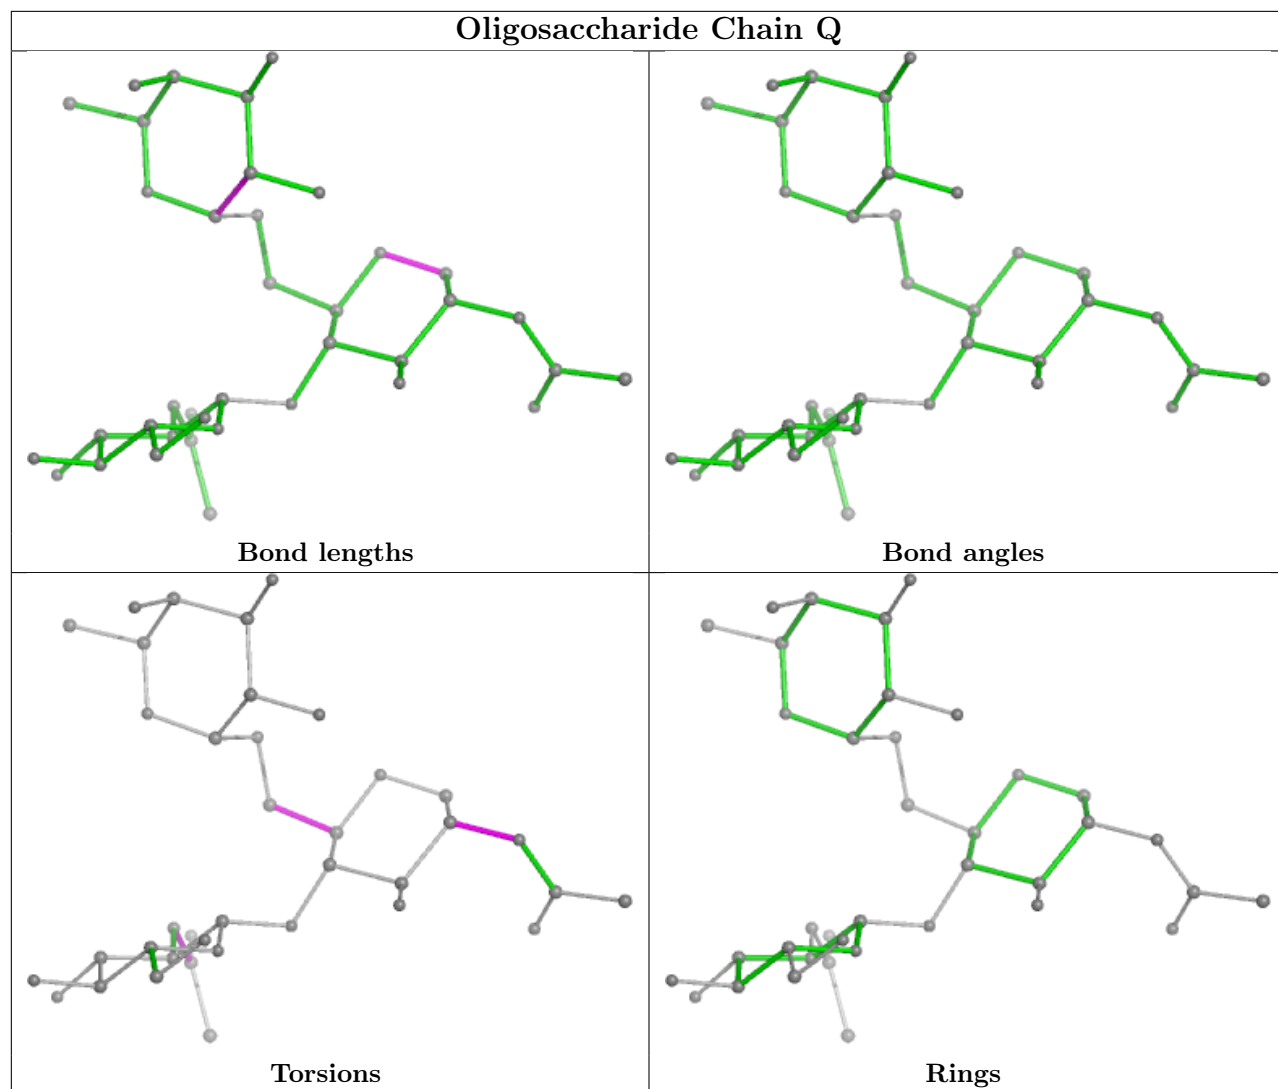 Oligosaccharide Chain Q
Bond lengths
Bond angles
Torsions
Rings